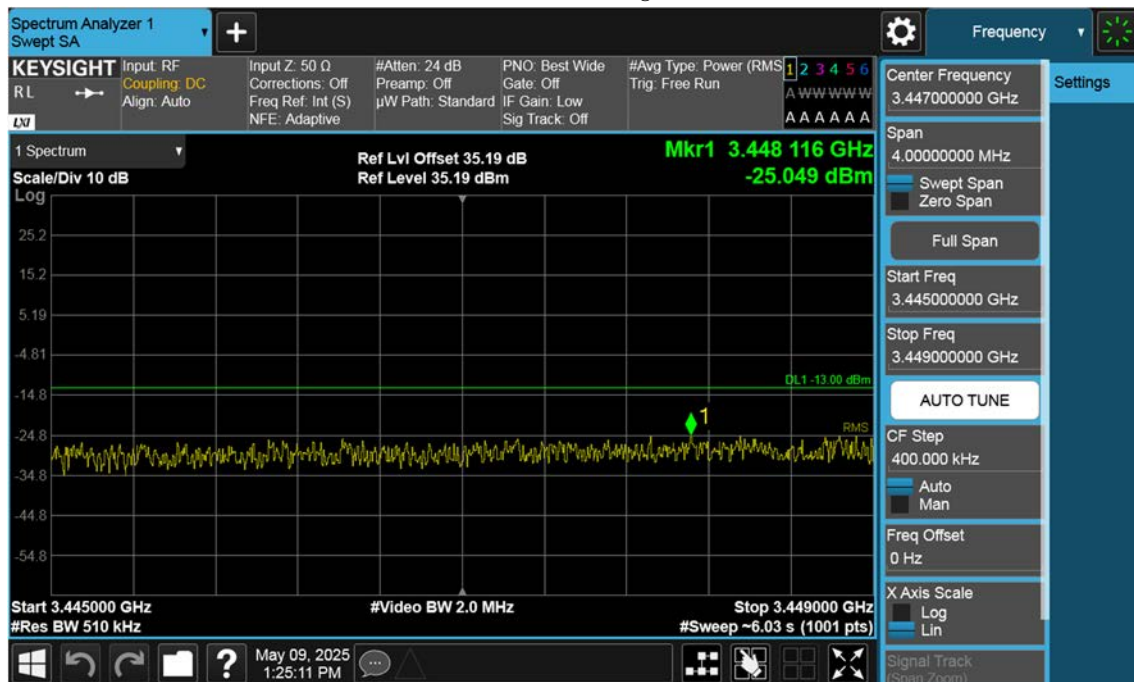 Spectrum Analyzer 1
Swept SA
+
Frequency
KEYSIGHT
RL
LXI
Input: RF
Coupling: DC
Align: Auto
Input Z: 50 Ω
Corrections: Off
Freq Ref: Int (S)
NFE: Adaptive
#Atten: 24 dB
Preamp: Off
µW Path: Standard
PNO: Best Wide
Gate: Off
IF Gain: Low
Sig Track: Off
#Avg Type: Power (RMS
Trig: Free Run
1 2 3 4 5 6
A W W W W W
A A A A A A
1 Spectrum
Scale/Div 10 dB
Log
Ref Lvl Offset 35.19 dB
Ref Level 35.19 dBm
Mkr1 3.448 116 GHz
-25.049 dBm
25.2
15.2
5.19
-4.81
DL1 -13.00 dBm
-14.8
1
RMS
-24.8
-34.8
-44.8
-54.8
Start 3.445000 GHz
#Video BW 2.0 MHz
Stop 3.449000 GHz
#Res BW 510 kHz
#Sweep ~6.03 s (1001 pts)
?
May 09, 2025
1:25:11 PM
Center Frequency
3.447000000 GHz
Span
4.00000000 MHz
Swept Span
Zero Span
Full Span
Start Freq
3.445000000 GHz
Stop Freq
3.449000000 GHz
AUTO TUNE
CF Step
400.000 kHz
Auto
Man
Freq Offset
0 Hz
X Axis Scale
Log
Lin
Signal Track
(Span Zoom)
Settings